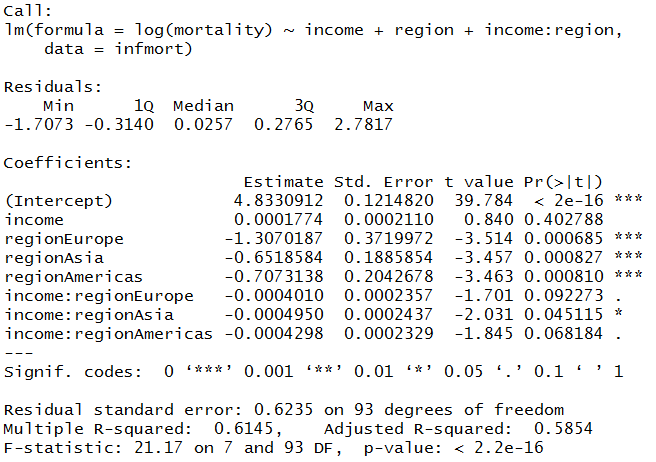 Call:
lm(formula = log(mortality) ~ income + region + income:region,
    data = infmort)

Residuals:
    Min      1Q  Median      3Q     Max
-1.7073 -0.3140  0.0257  0.2765  2.7817

Coefficients:
                        Estimate Std. Error t value Pr(>|t|)
(Intercept)            4.8330912  0.1214820  39.784  < 2e-16 ***
income                 0.0001774  0.0002110   0.840 0.402788
regionEurope          -1.3070187  0.3719972  -3.514 0.000685 ***
regionAsia            -0.6518584  0.1885854  -3.457 0.000827 ***
regionAmericas        -0.7073138  0.2042678  -3.463 0.000810 ***
income:regionEurope   -0.0004010  0.0002357  -1.701 0.092273 .
income:regionAsia     -0.0004950  0.0002437  -2.031 0.045115 *
income:regionAmericas -0.0004298  0.0002329  -1.845 0.068184 .
---
Signif. codes:  0 ‘***’ 0.001 ‘**’ 0.01 ‘*’ 0.05 ‘.’ 0.1 ‘ ’ 1

Residual standard error: 0.6235 on 93 degrees of freedom
Multiple R-squared:  0.6145,    Adjusted R-squared:  0.5854
F-statistic: 21.17 on 7 and 93 DF,  p-value: < 2.2e-16